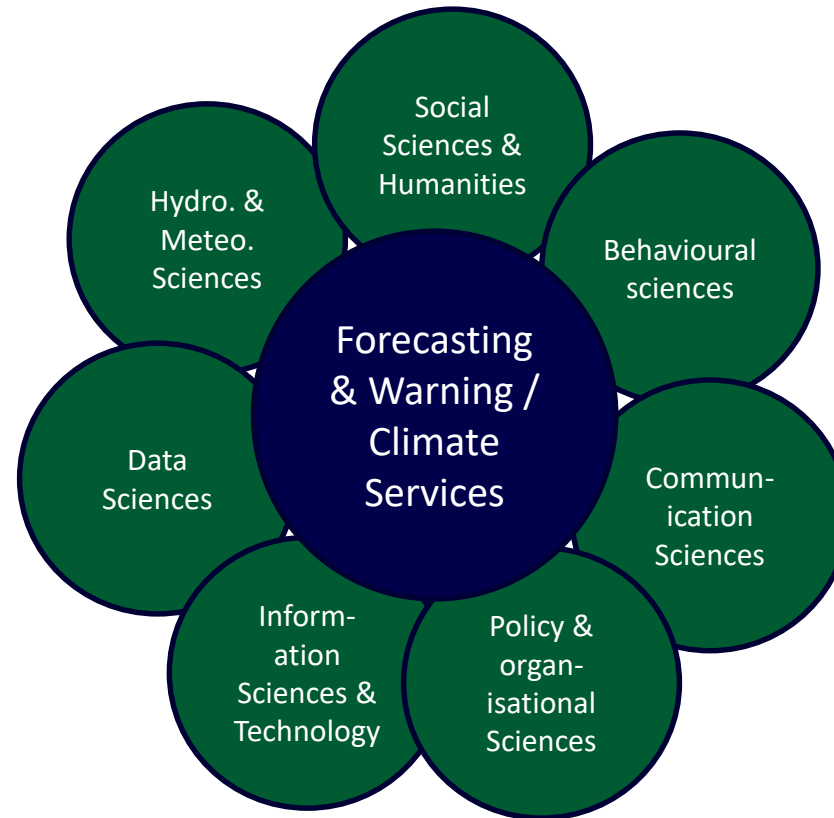 Social
Sciences &
Humanities
Hydro. &
Meteo.
Sciences
Behavioural
sciences
Forecasting
& Warning /
Climate
Services
Data
Sciences
Commun-
ication
Sciences
Inform-
ation
Sciences &
Technology
Policy &
organ-
isational
Sciences